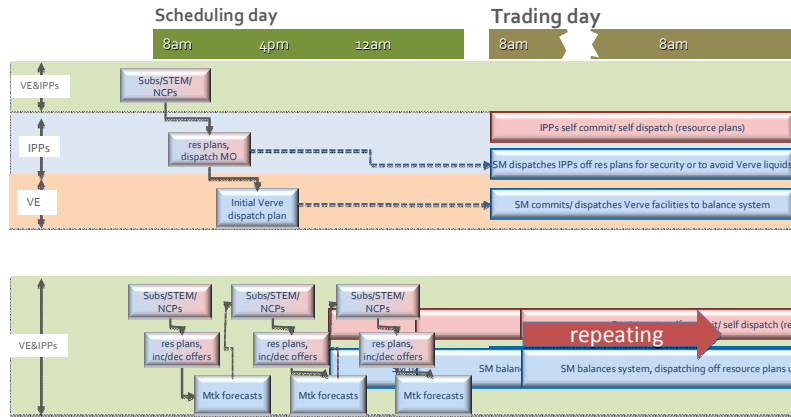 Scheduling day
Trading day
8am
4pm
12am
8am
8am
VE&IPPs
Subs/STEM/
NCPs
IPPs self commit/ self dispatch (resource plans)
IPPs
res plans,
dispatch MO
SM dispatches IPPs off res plans for security or to avoid Verve liquids
VE
Initial Verve
dispatch plan
SM commits/ dispatches Verve facilities to balance system
Subs/STEM/
NCPs
Subs/STEM/
NCPs
Subs/STEM/
NCPs
/ self dispatch (re
repeating
VE&IPPs
res plans,
inc/dec offers
res plans,
inc/dec offers
res plans,
inc/dec offers
SM balan
SM balances system, dispatching off resource plans u
Mtk forecasts
Mtk forecasts
Mtk forecasts